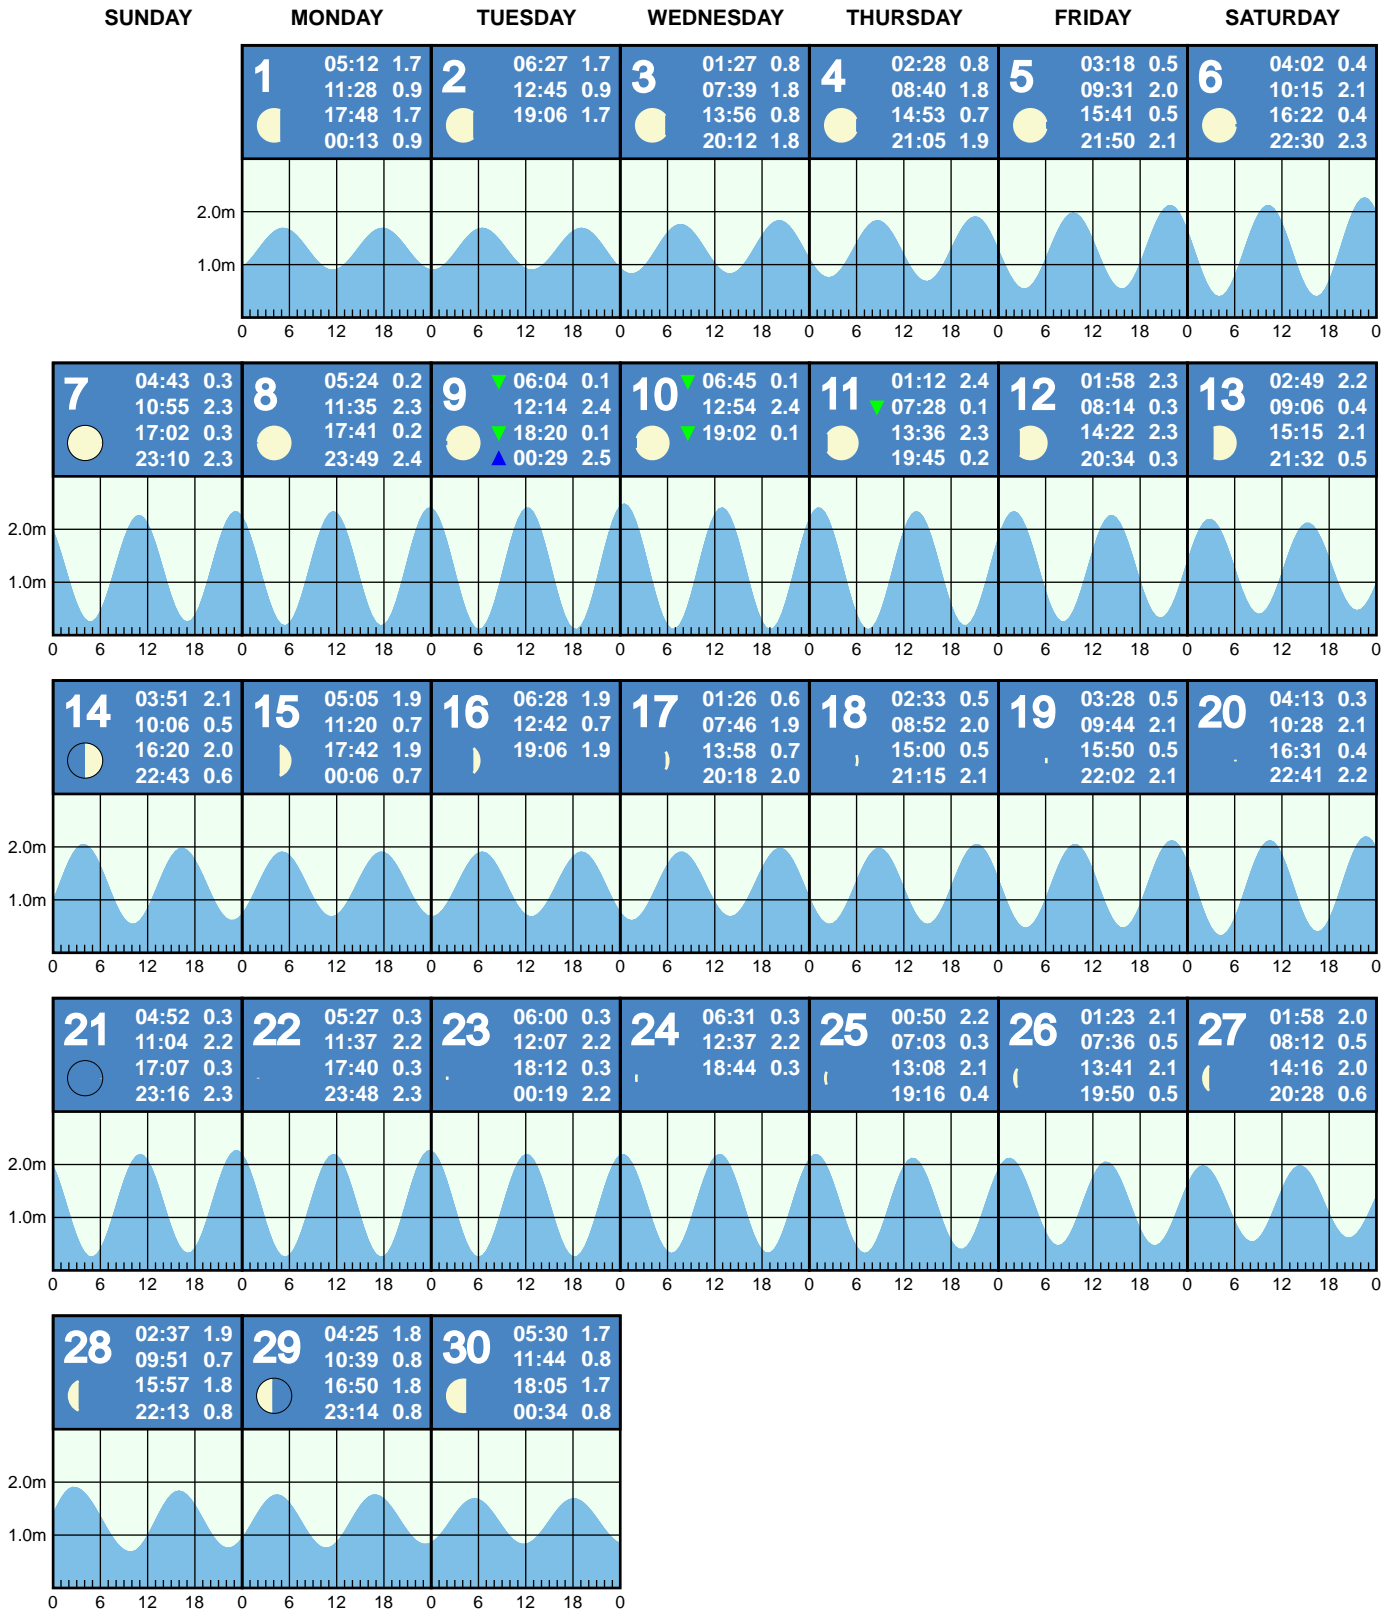 SUNDAY MONDAY TUESDAY WEDNESDAY THURSDAY FRIDAY SATURDAY
1 05:12 1.7
11:28 0.9
17:48 1.7
00:13 0.9
2 06:27 1.7
12:45 0.9
19:06 1.7
3 01:27 0.8
07:39 1.8
13:56 0.8
20:12 1.8
4 02:28 0.8
08:40 1.8
14:53 0.7
21:05 1.9
5 03:18 0.5
09:31 2.0
15:41 0.5
21:50 2.1
6 04:02 0.4
10:15 2.1
16:22 0.4
22:30 2.3
2.0m
1.0m
0 6 12 18 0 6 12 18 0 6 12 18 0 6 12 18 0 6 12 18 0 6 12 18 0
7 04:43 0.3
10:55 2.3
17:02 0.3
23:10 2.3
8 05:24 0.2
11:35 2.3
17:41 0.2
23:49 2.4
9 06:04 0.1
12:14 2.4
18:20 0.1
00:29 2.5
10 06:45 0.1
12:54 2.4
19:02 0.1
11 01:12 2.4
07:28 0.1
13:36 2.3
19:45 0.2
12 01:58 2.3
08:14 0.3
14:22 2.3
20:34 0.3
13 02:49 2.2
09:06 0.4
15:15 2.1
21:32 0.5
2.0m
1.0m
0 6 12 18 0 6 12 18 0 6 12 18 0 6 12 18 0 6 12 18 0 6 12 18 0 6 12 18 0
14 03:51 2.1
10:06 0.5
16:20 2.0
22:43 0.6
15 05:05 1.9
11:20 0.7
17:42 1.9
00:06 0.7
16 06:28 1.9
12:42 0.7
19:06 1.9
17 01:26 0.6
07:46 1.9
13:58 0.7
20:18 2.0
18 02:33 0.5
08:52 2.0
15:00 0.5
21:15 2.1
19 03:28 0.5
09:44 2.1
15:50 0.5
22:02 2.1
20 04:13 0.3
10:28 2.1
16:31 0.4
22:41 2.2
2.0m
1.0m
0 6 12 18 0 6 12 18 0 6 12 18 0 6 12 18 0 6 12 18 0 6 12 18 0 6 12 18 0
21 04:52 0.3
11:04 2.2
17:07 0.3
23:16 2.3
22 05:27 0.3
11:37 2.2
17:40 0.3
23:48 2.3
23 06:00 0.3
12:07 2.2
18:12 0.3
00:19 2.2
24 06:31 0.3
12:37 2.2
18:44 0.3
25 00:50 2.2
07:03 0.3
13:08 2.1
19:16 0.4
26 01:23 2.1
07:36 0.5
13:41 2.1
19:50 0.5
27 01:58 2.0
08:12 0.5
14:16 2.0
20:28 0.6
2.0m
1.0m
0 6 12 18 0 6 12 18 0 6 12 18 0 6 12 18 0 6 12 18 0 6 12 18 0 6 12 18 0
28 02:37 1.9
09:51 0.7
15:57 1.8
22:13 0.8
29 04:25 1.8
10:39 0.8
16:50 1.8
23:14 0.8
30 05:30 1.7
11:44 0.8
18:05 1.7
00:34 0.8
2.0m
1.0m
0 6 12 18 0 6 12 18 0 6 12 18 0